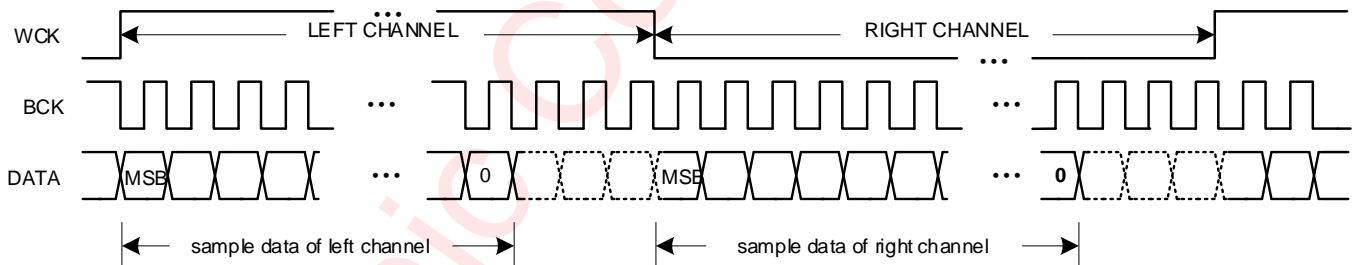 WCK LEFT CHANNEL ••• RIGHT CHANNEL •••
BCK ••• •••
DATA MSB ••• 0 MSB ••• 0
sample data of left channel sample data of right channel